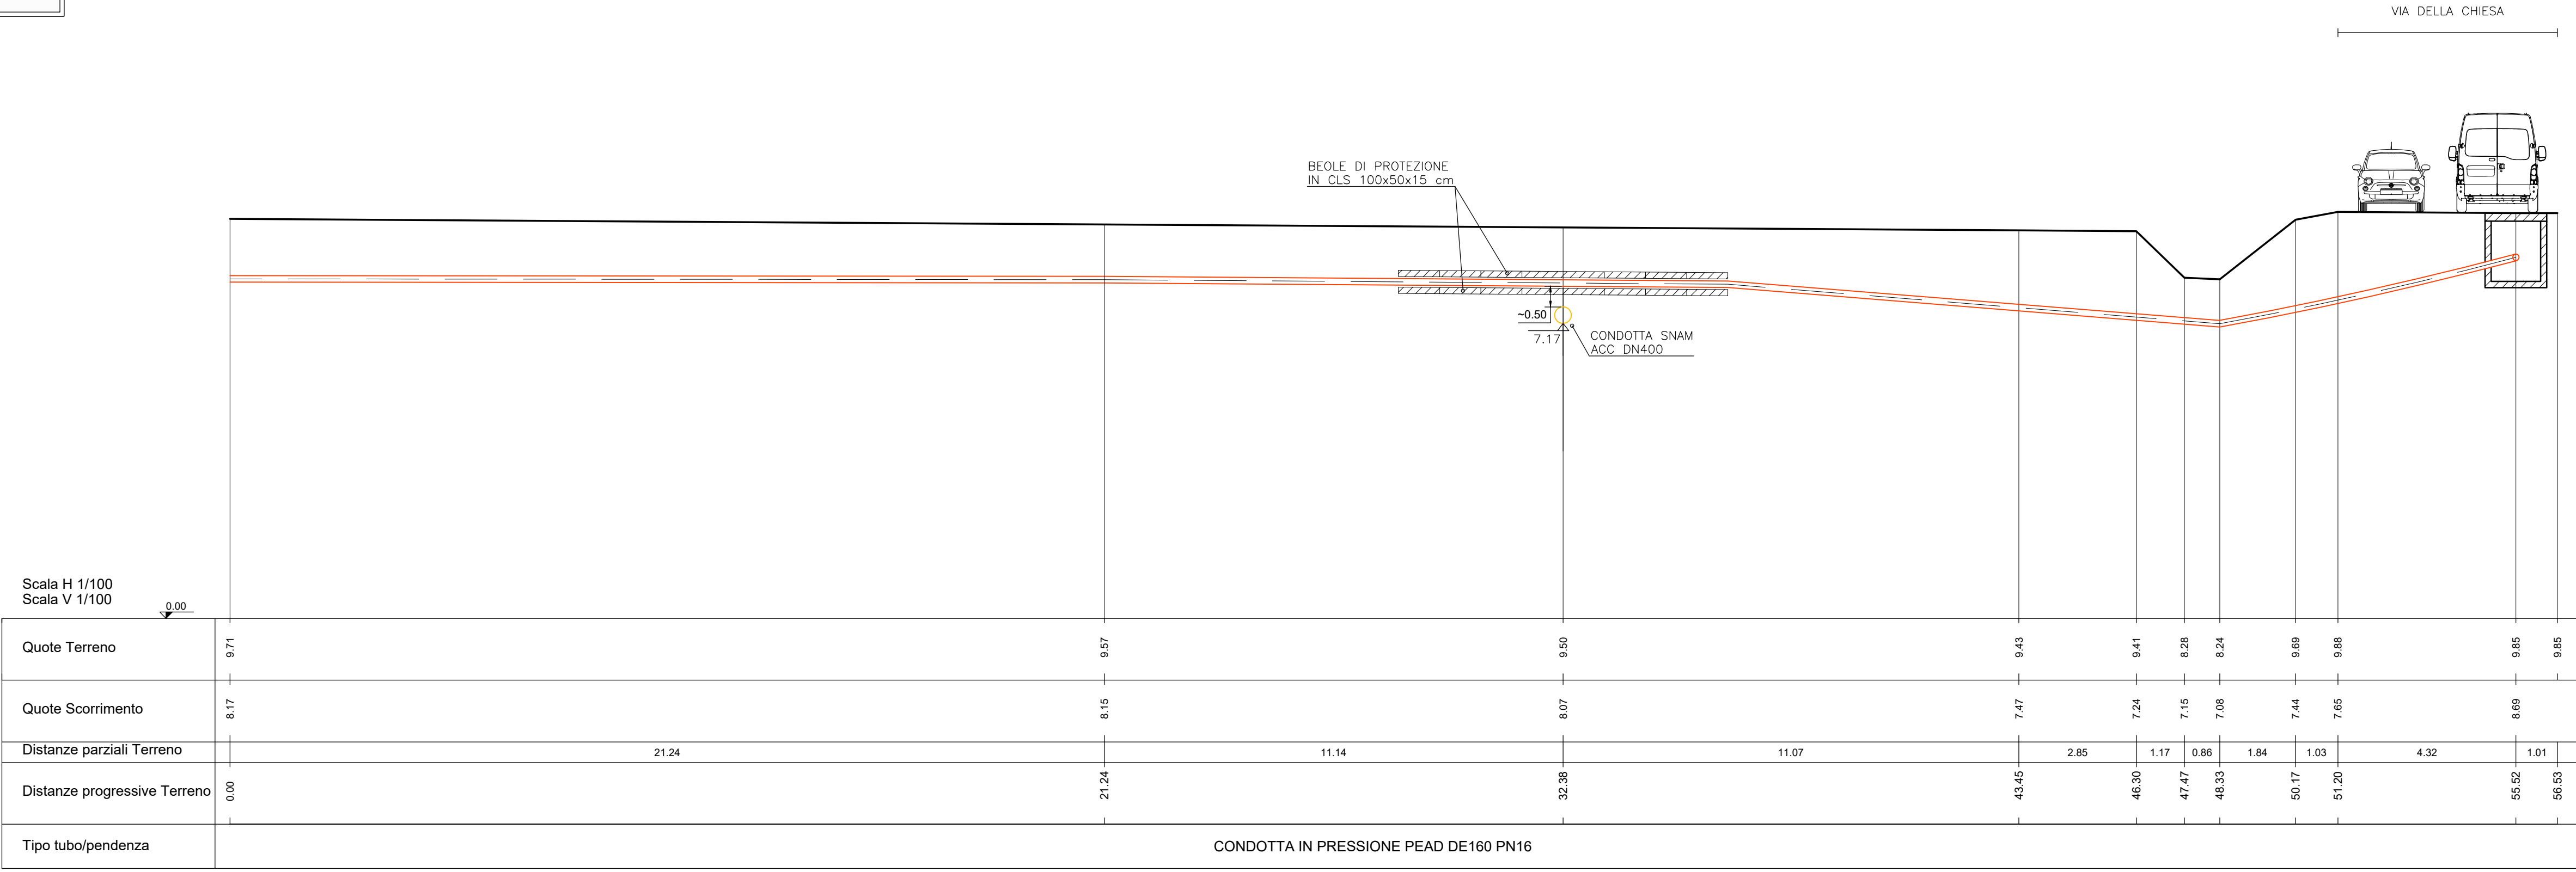 VIA DELLA CHIESA
BEOLE DI PROTEZIONE
IN CLS 100x50x15 cm
~0.50
7.17
CONDOTTA SNAM
ACC DN400
Scala H 1/100
Scala V 1/100
0.00
Quote Terreno
9.71 9.57 9.50 9.43 9.41 8.28 8.24 9.69 9.88 9.85 9.85
Quote Scorrimento
8.17 8.15 8.07 7.47 7.24 7.15 7.08 7.44 7.65 8.69
Distanze parziali Terreno
21.24 11.14 11.07 2.85 1.17 0.86 1.84 1.03 4.32 1.01
Distanze progressive Terreno
0.00 21.24 32.38 43.45 46.30 47.47 48.33 50.17 51.20 55.52 56.53
Tipo tubo/pendenza
CONDOTTA IN PRESSIONE PEAD DE160 PN16